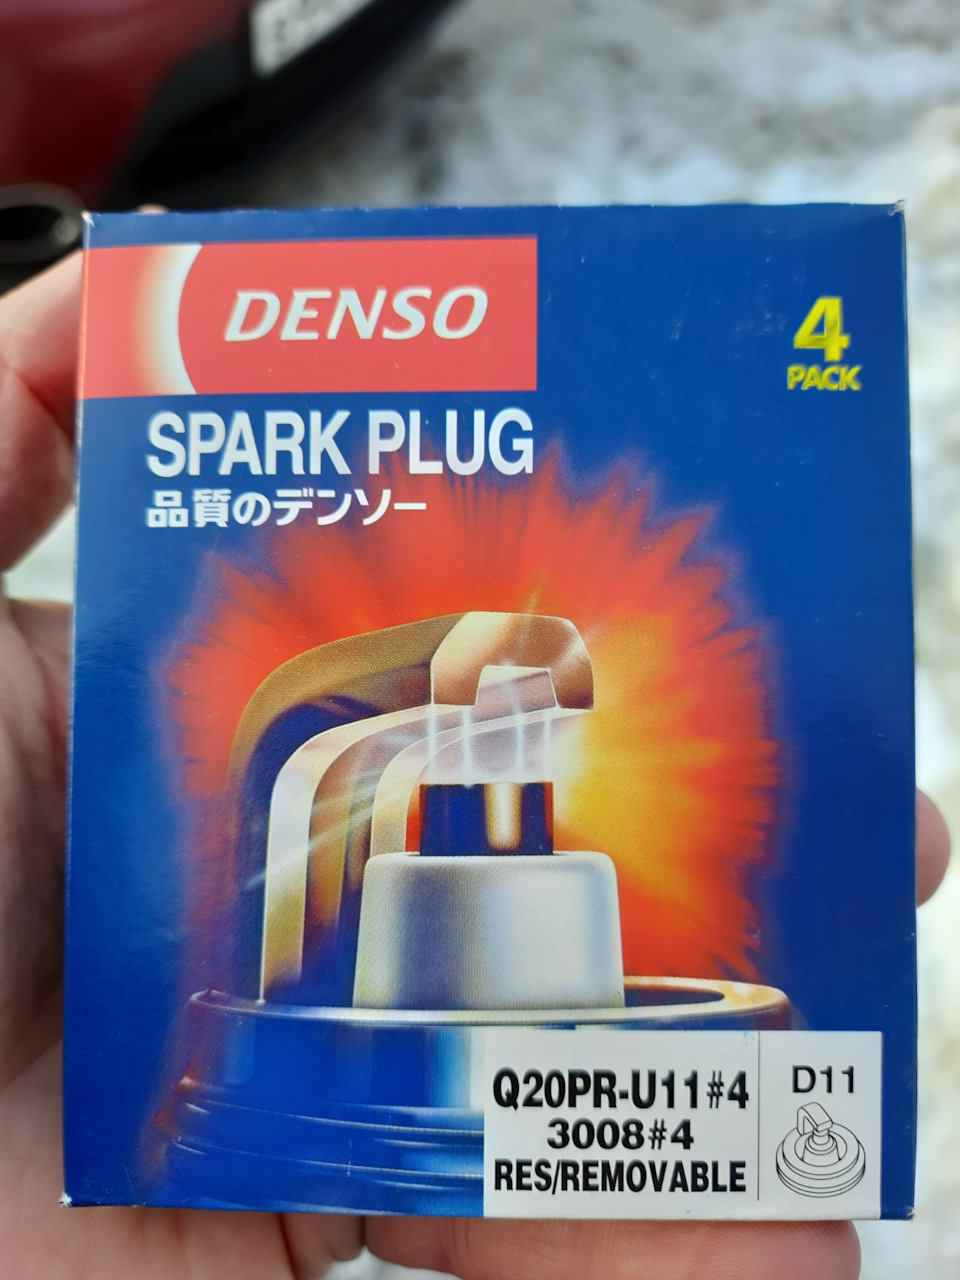 DENSO
4
PACK
SPARK PLUG
品質のデンソー
Q20PR-U11#4
3008#4
RES/REMOVABLE
D11